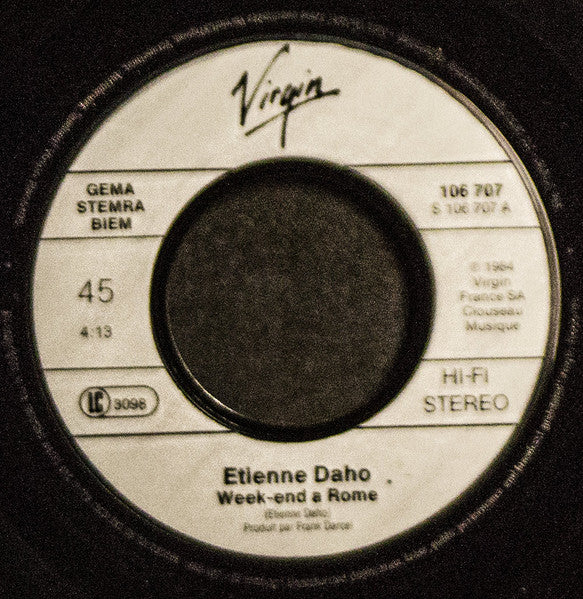 Virgin
GEMA
STEMRA
BIEM
106 707
S 106 707 A
45
4:13
℗ 1984
Virgin
France SA
Clouseau
Musique
LC 3098
HI-FI
STEREO
Etienne Daho
Week-end a Rome
(Etienne Daho)
Produit par Frank Darcel